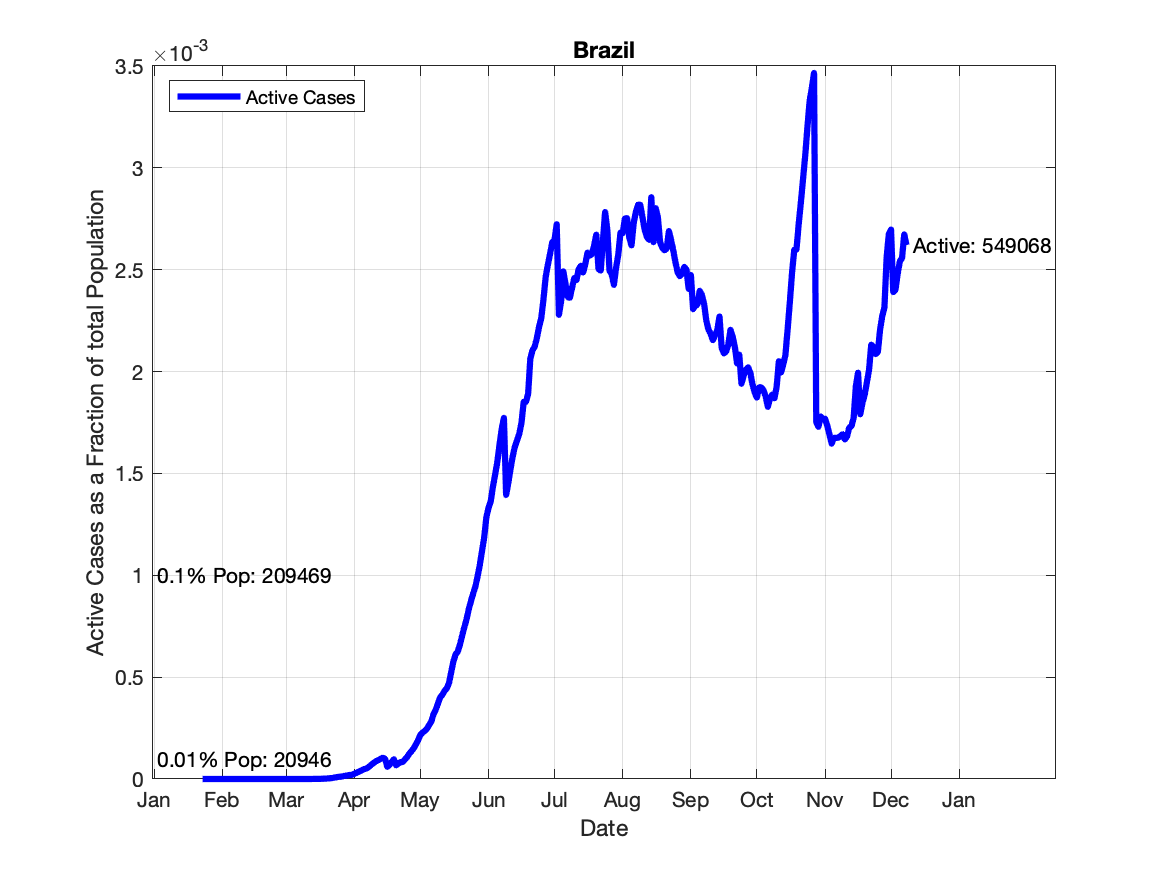 Brazil
×10-3
3.5
3
2.5
2
1.5
1
0.5
0
Active Cases as a Fraction of total Population
Active Cases
Active: 549068
0.1% Pop: 209469
0.01% Pop: 20946
Jan Feb Mar Apr May Jun Jul Aug Sep Oct Nov Dec Jan
Date